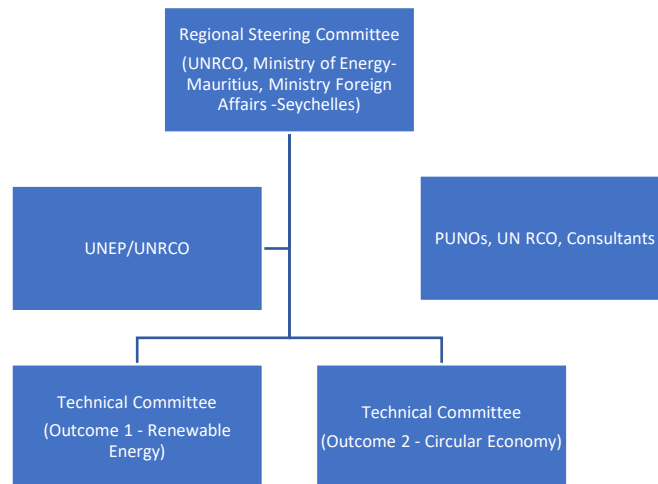 Regional Steering Committee
(UNRCO, Ministry of Energy-
Mauritius, Ministry Foreign
Affairs -Seychelles)
UNEP/UNRCO
PUNOs, UN RCO, Consultants
Technical Committee
(Outcome 1 - Renewable
Energy)
Technical Committee
(Outcome 2 - Circular Economy)